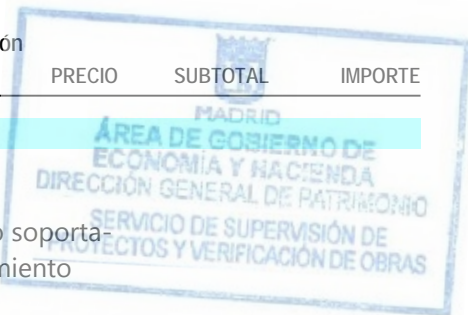 ón
PRECIO SUBTOTAL IMPORTE
MADRID
ÁREA DE GOBIERNO DE
ECONOMÍA Y HACIENDA
DIRECCIÓN GENERAL DE PATRIMONIO
SERVICIO DE SUPERVISIÓN DE
PROYECTOS Y VERIFICACIÓN DE OBRAS
o soporta-
miento